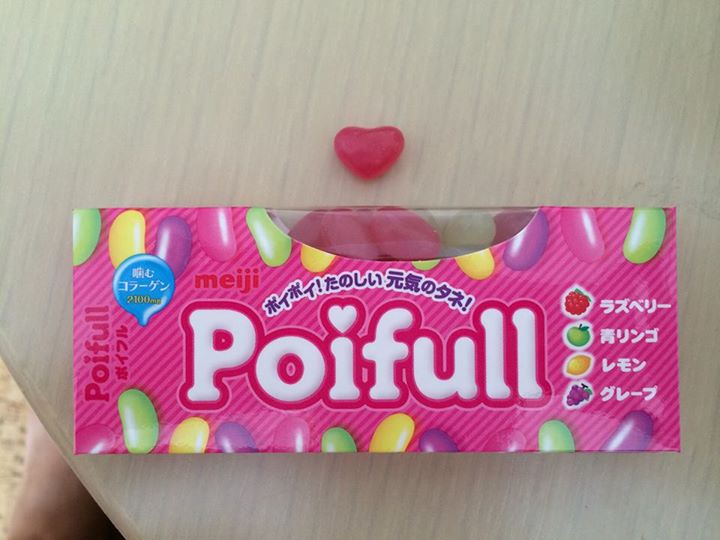 噛む
コラーゲン
2100mg
meiji
ポイポイ!たのしい元気のタネ!
Poifull
Poifull
ポイフル
ラズベリー
青リンゴ
レモン
グレープ